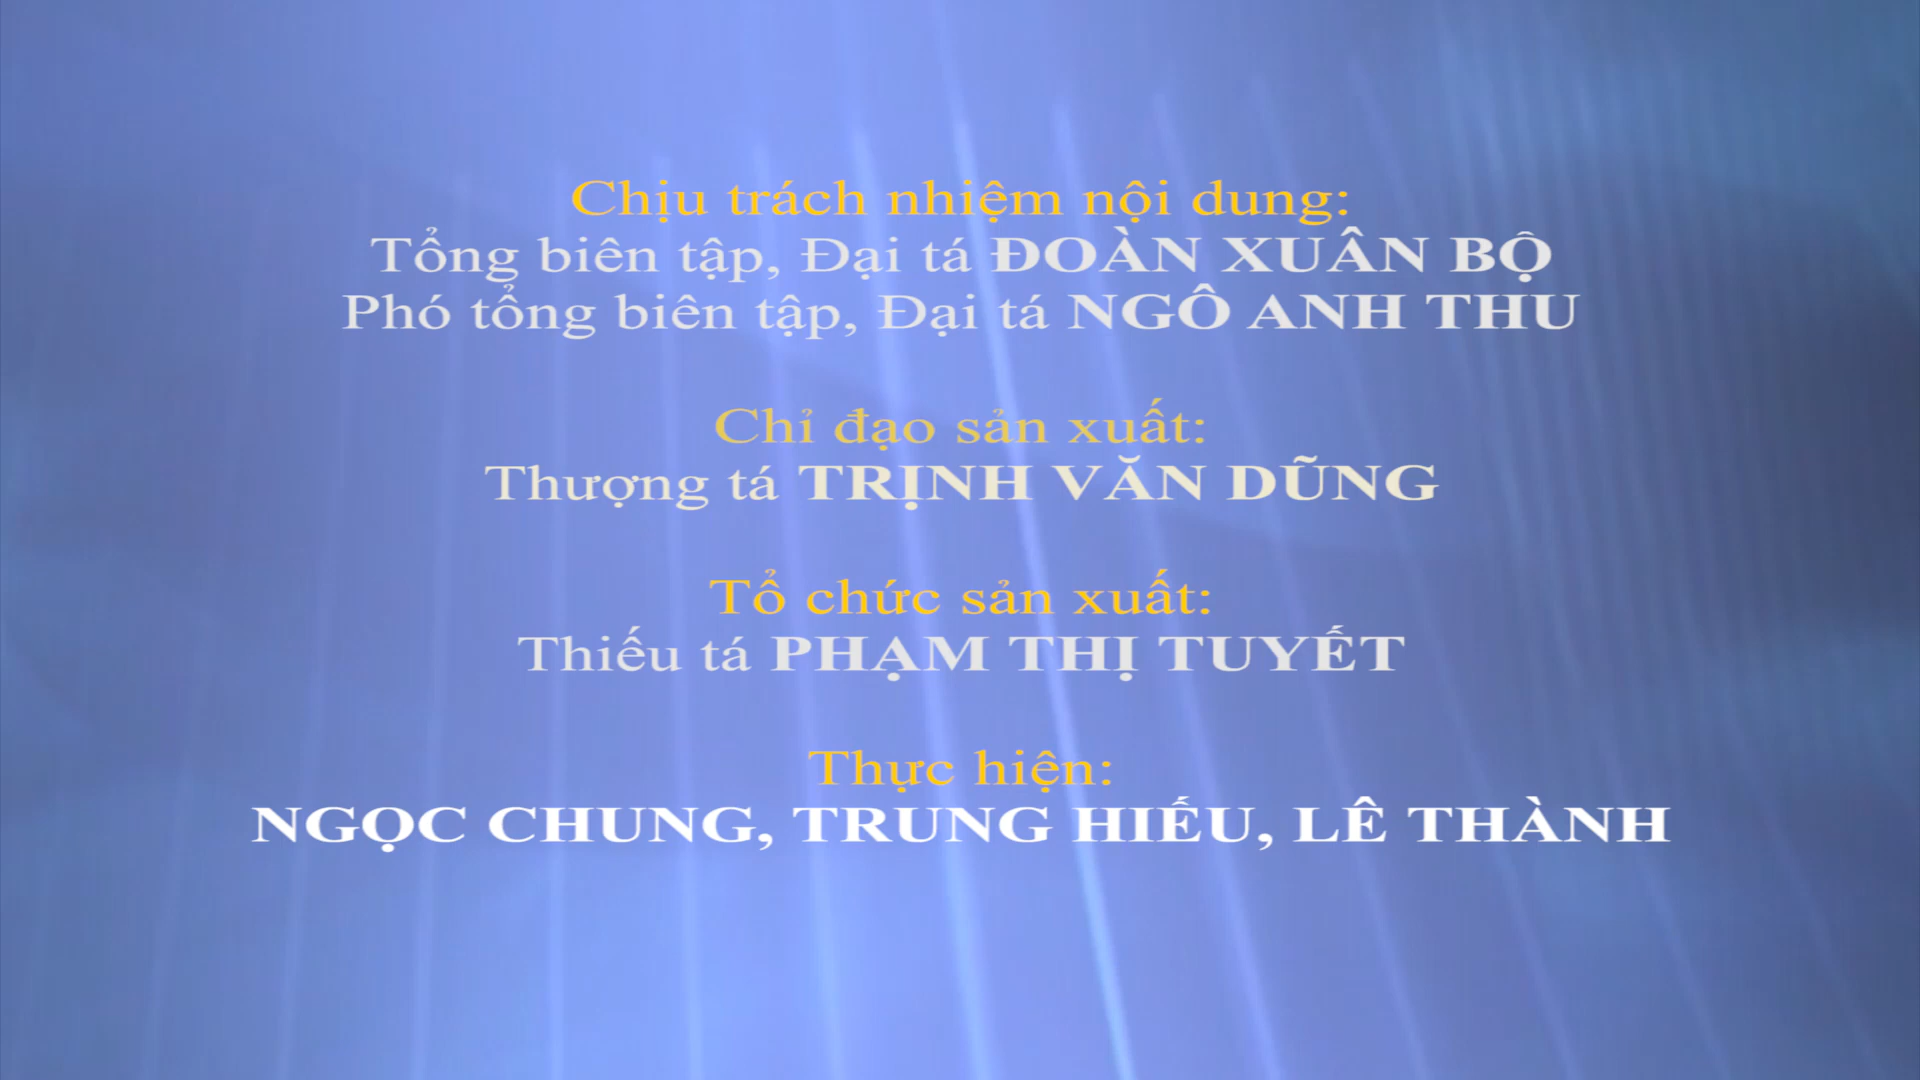 Chịu trách nhiệm nội dung:
Tổng biên tập, Đại tá ĐOÀN XUÂN BỘ
Phó tổng biên tập, Đại tá NGÔ ANH THU
Chỉ đạo sản xuất:
Thượng tá TRỊNH VĂN DŨNG
Tổ chức sản xuất:
Thiếu tá PHẠM THỊ TUYẾT
Thực hiện:
NGỌC CHUNG, TRUNG HIẾU, LÊ THÀNH